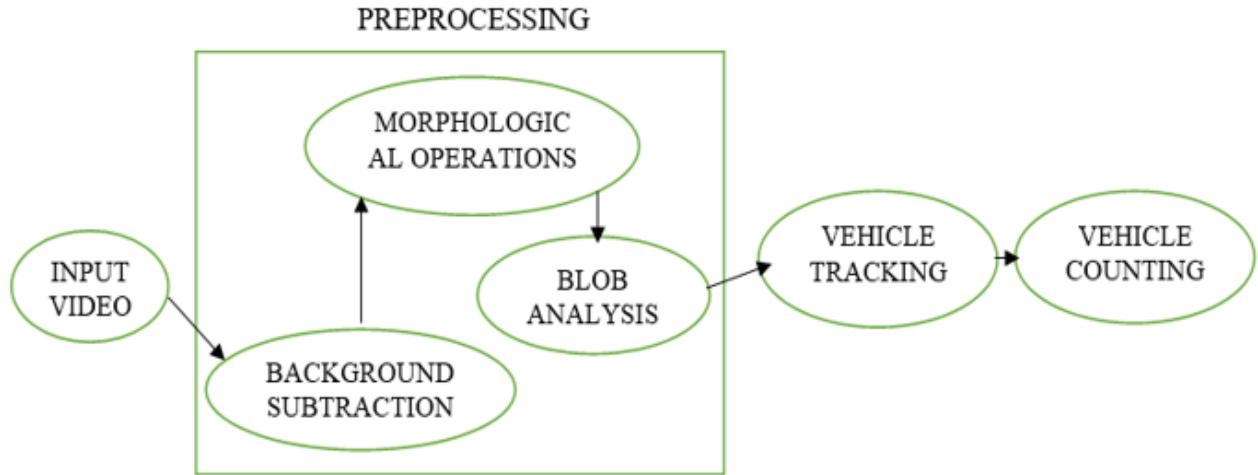 PREPROCESSING
MORPHOLOGIC
AL OPERATIONS
INPUT
VIDEO
BACKGROUND
SUBTRACTION
BLOB
ANALYSIS
VEHICLE
TRACKING
VEHICLE
COUNTING